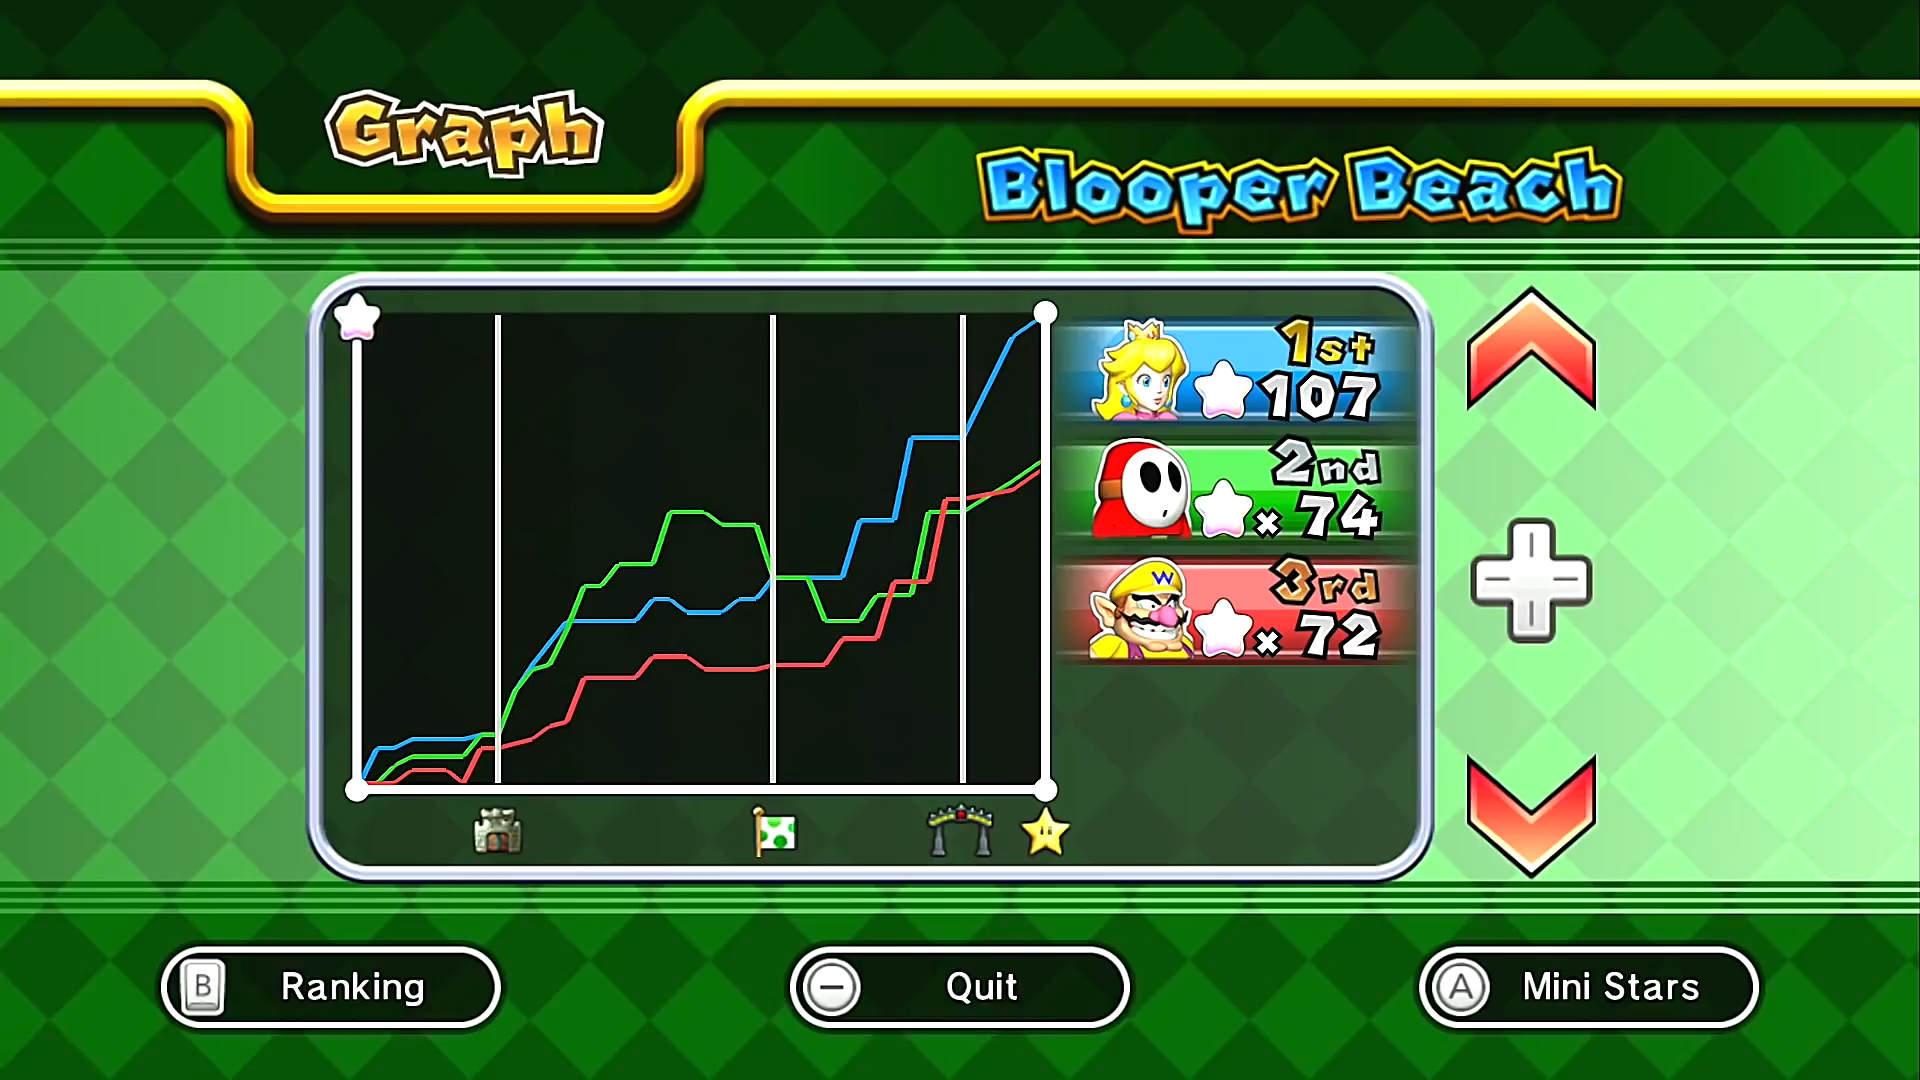 Graph
Blooper Beach
1st
107
2nd
× 74
W
3rd
× 72
B Ranking
Quit
A Mini Stars